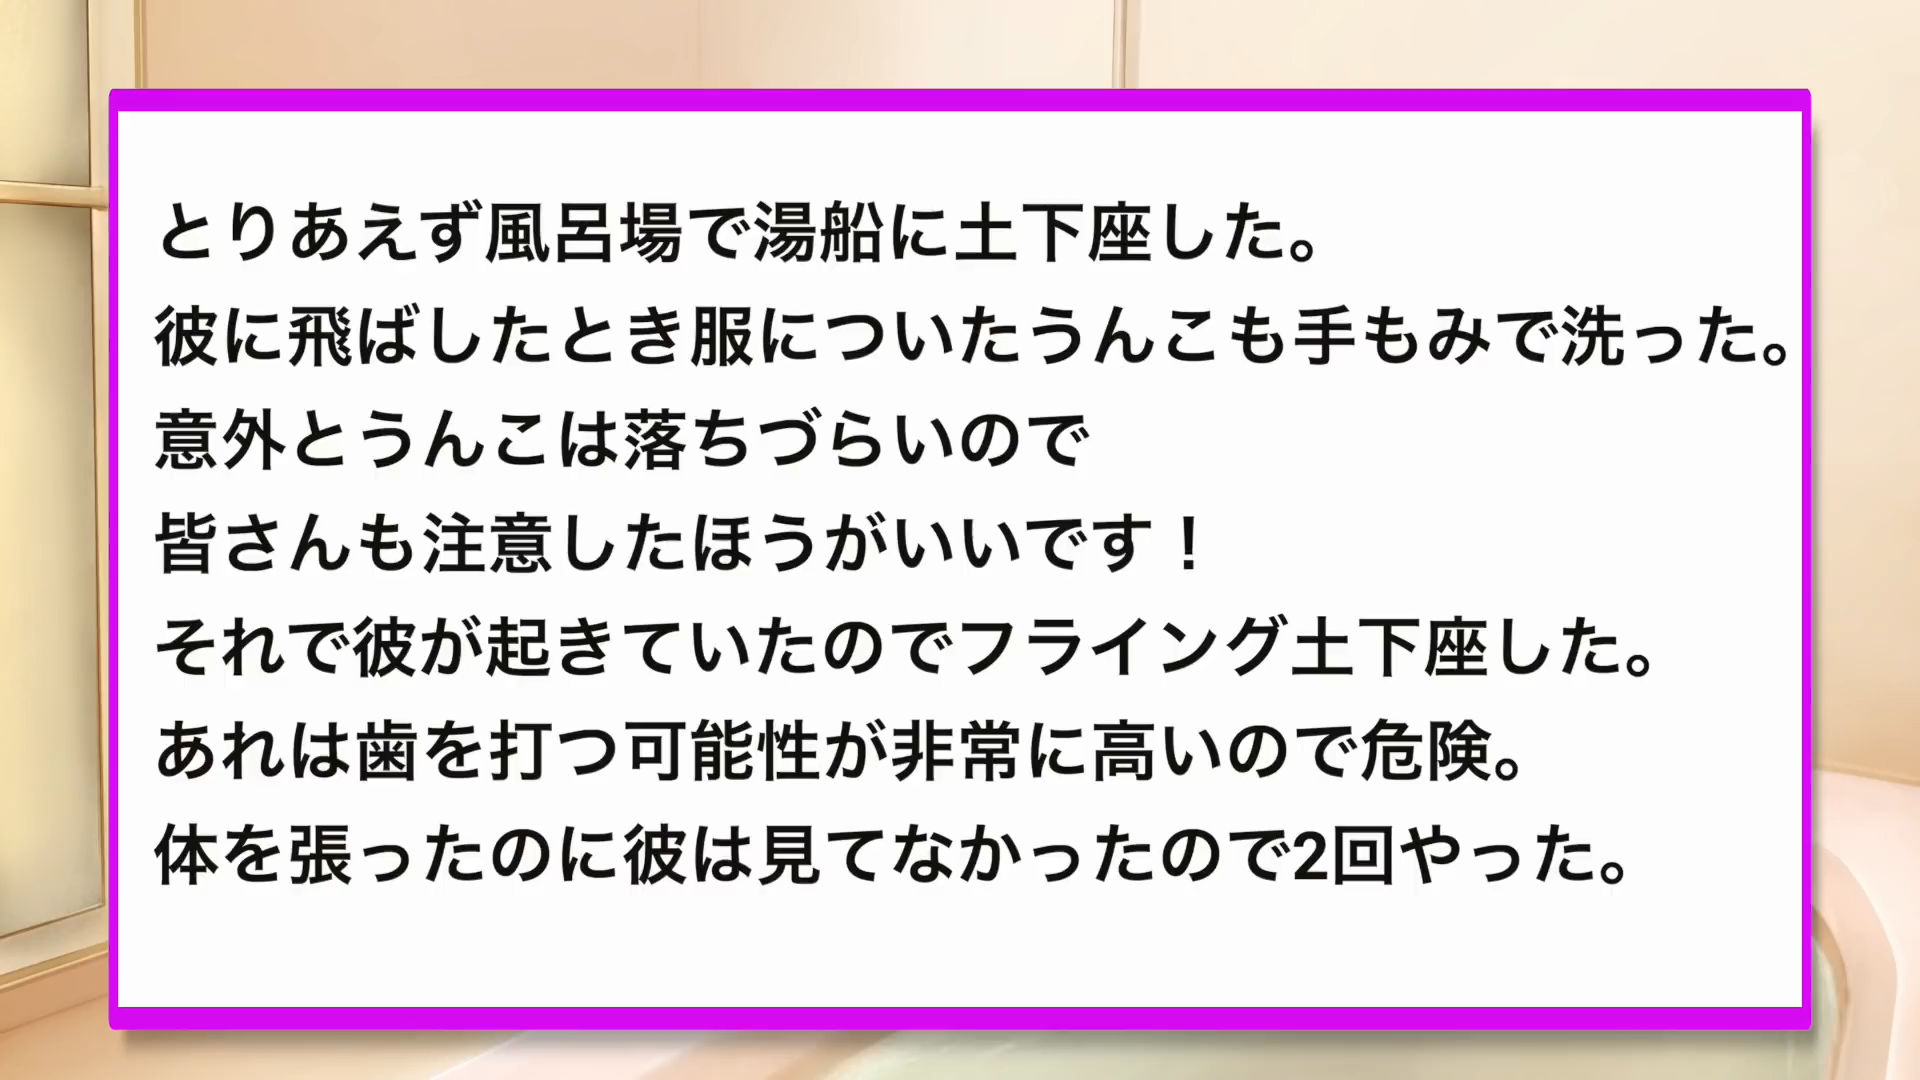 とりあえず風呂場で湯船に土下座した。
彼に飛ばしたとき服についたうんこも手もみで洗った。
意外とうんこは落ちづらいので
皆さんも注意したほうがいいです！
それで彼が起きていたのでフライング土下座した。
あれは歯を打つ可能性が非常に高いので危険。
体を張ったのに彼は見てなかったので2回やった。